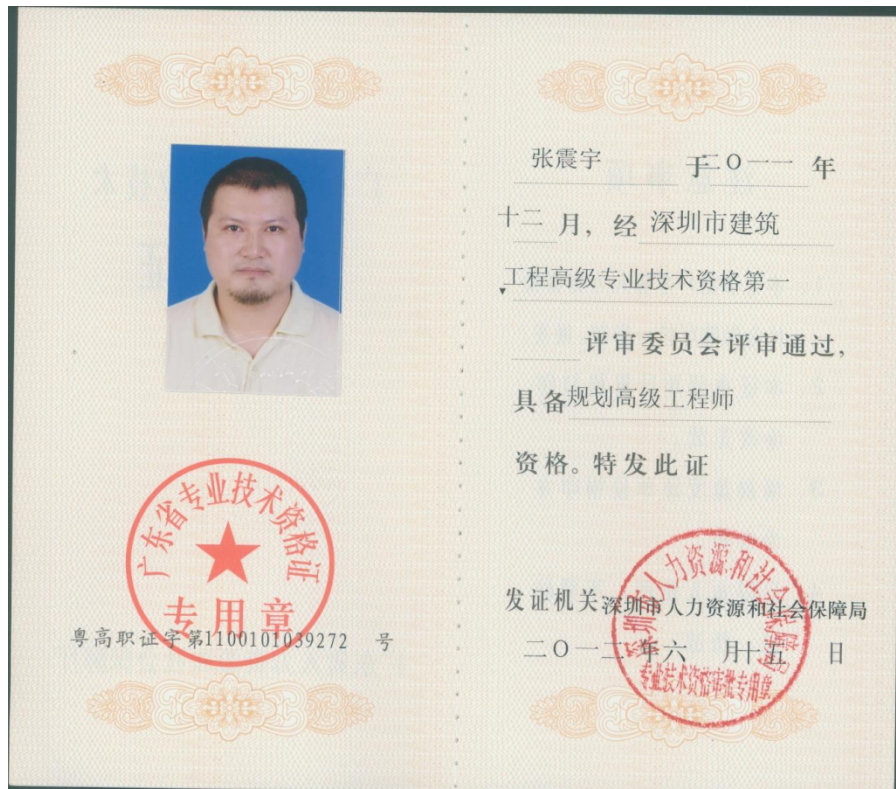 广东省专业技术资格证
专用章
粤高职证字第1100101039272 号
张震宇 于二〇一一年
十二月，经 深圳市建筑
工程高级专业技术资格第一
评审委员会评审通过，
具备规划高级工程师
资格。特发此证
发证机关:深圳市人力资源和社会保障局
二〇一二年六 月十五 日
深圳市人力资源和社会保障局
专业技术资格审批专用章